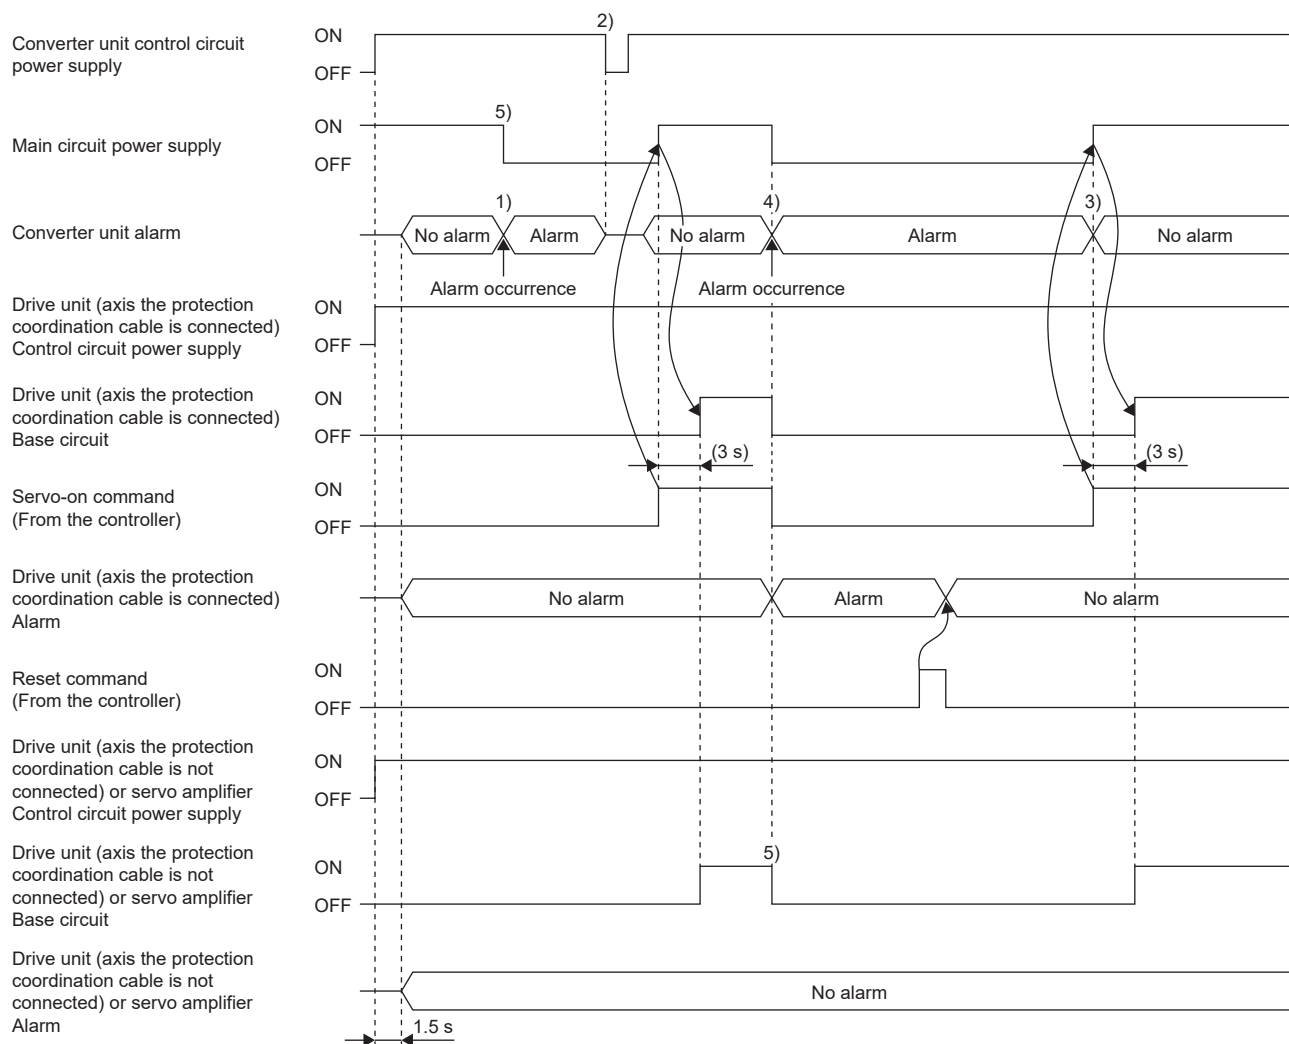 2)
Converter unit control circuit
power supply
ON
OFF
5)
Main circuit power supply
ON
OFF
1)
4)
3)
Converter unit alarm
No alarm
Alarm
No alarm
Alarm
No alarm
Alarm occurrence
Alarm occurrence
Drive unit (axis the protection
coordination cable is connected)
Control circuit power supply
ON
OFF
Drive unit (axis the protection
coordination cable is connected)
Base circuit
ON
OFF
(3 s)
(3 s)
Servo-on command
(From the controller)
ON
OFF
Drive unit (axis the protection
coordination cable is connected)
Alarm
No alarm
Alarm
No alarm
Reset command
(From the controller)
ON
OFF
Drive unit (axis the protection
coordination cable is not
connected) or servo amplifier
Control circuit power supply
ON
OFF
Drive unit (axis the protection
coordination cable is not
connected) or servo amplifier
Base circuit
ON
OFF
5)
Drive unit (axis the protection
coordination cable is not
connected) or servo amplifier
Alarm
No alarm
1.5 s